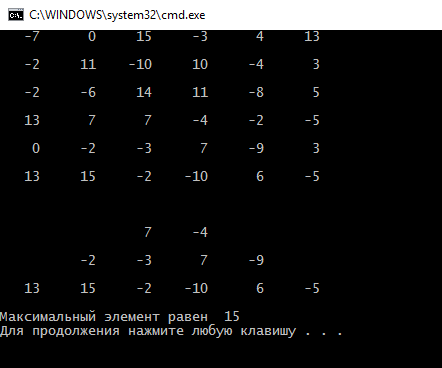 C:\WINDOWS\system32\cmd.exe
-7 0 15 -3 4 13
-2 11 -10 10 -4 3
-2 -6 14 11 -8 5
13 7 7 -4 -2 -5
0 -2 -3 7 -9 3
13 15 -2 -10 6 -5
7 -4
-2 -3 7 -9
13 15 -2 -10 6 -5
Максимальный элемент равен 15
Для продолжения нажмите любую клавишу . . .